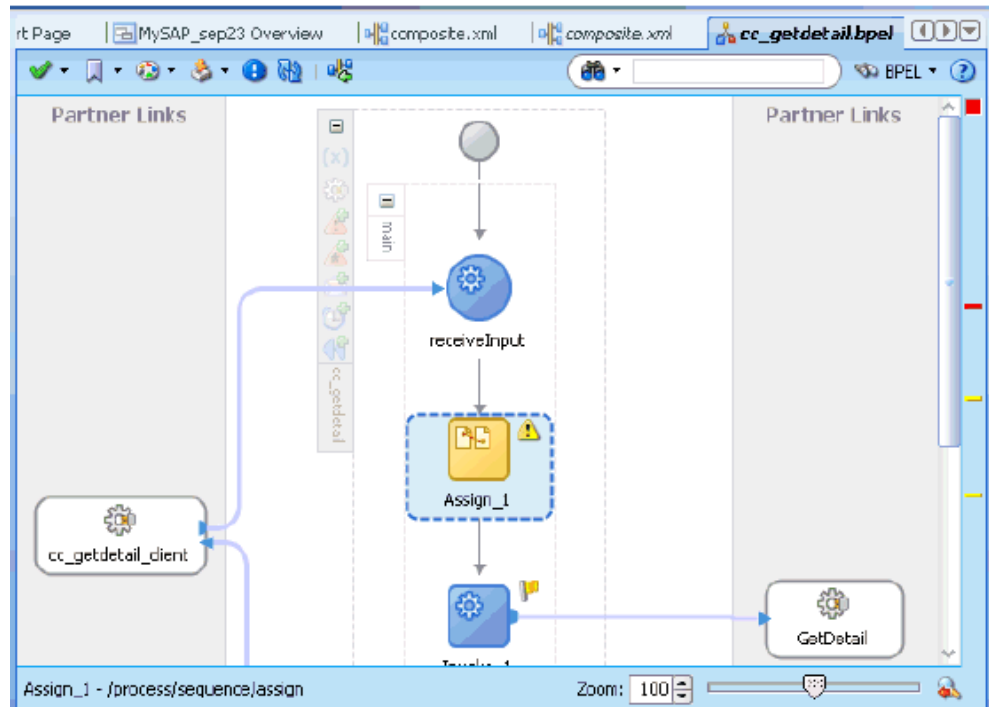 rt Page
MySAP_sep23 Overview
composite.xml
composite.xml
cc_getdetail.bpel
BPEL
Partner Links
Partner Links
(x)
main
receiveInput
cc_getdetail
Assign_1
cc_getdetail_client
GetDetail
Invoke_1
Assign_1 - /process/sequence/assign
Zoom: 100